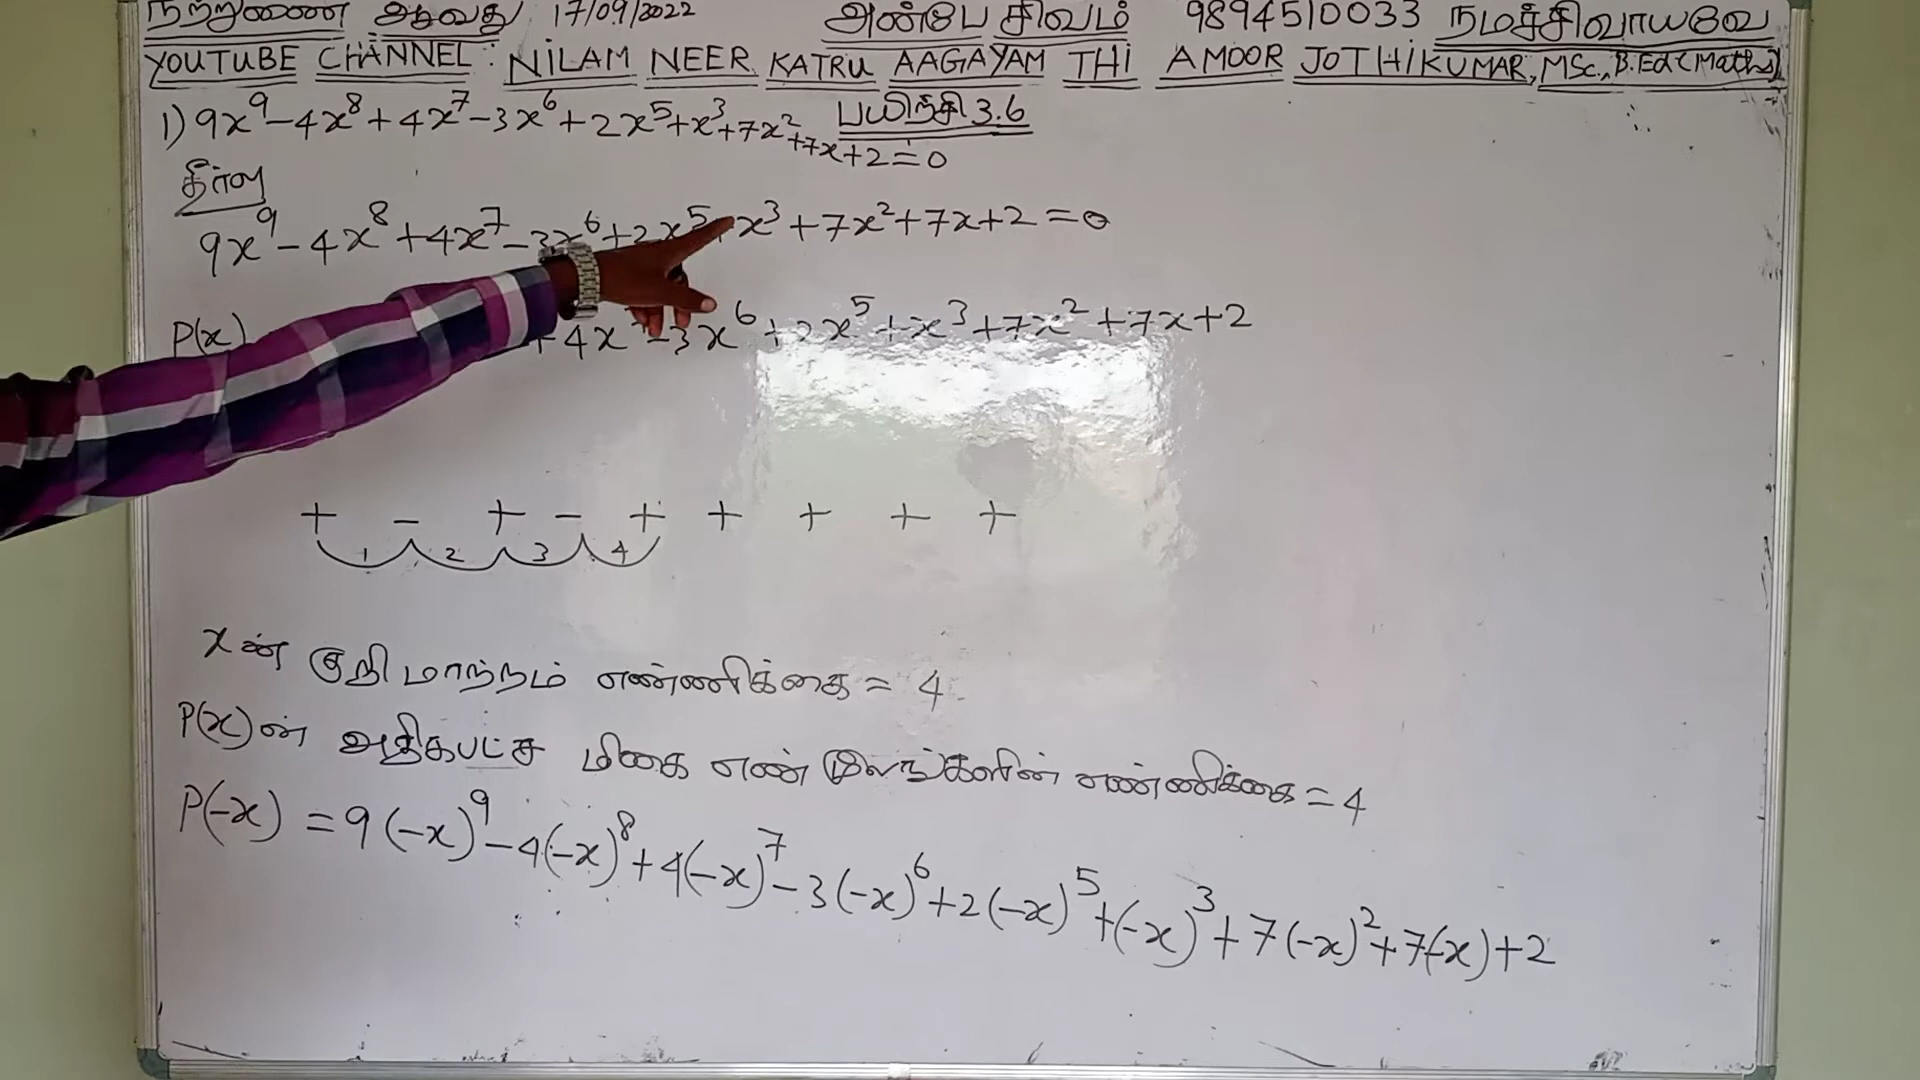 நற்றுணை ஆவது 17/09/2022 அன்பே சிவம் 9894510033 நமச்சிவாயவே
YOUTUBE CHANNEL: NILAM NEER KATRU AAGAYAM THI AMOOR JOTHIKUMAR, MSc., B.Ed (Maths)
1) 9x⁹-4x⁸+4x⁷-3x⁶+2x⁵+x³+7x²+7x+2=0 பயிற்சி 3.6
தீர்வு
9x⁹-4x⁸+4x⁷-3x⁶+2x⁵+x³+7x²+7x+2=0
P(x) +4x -3x⁶+2x⁵+x³+7x²+7x+2
+ - + - + + + + +
1 2 3 4
x ன் குறி மாற்றம் எண்ணிக்கை = 4
P(x) ன் அதிகபட்ச மிகை எண் மூலங்களின் எண்ணிக்கை = 4
P(-x) = 9(-x)⁹-4(-x)⁸+4(-x)⁷-3(-x)⁶+2(-x)⁵+(-x)³+7(-x)²+7(-x)+2